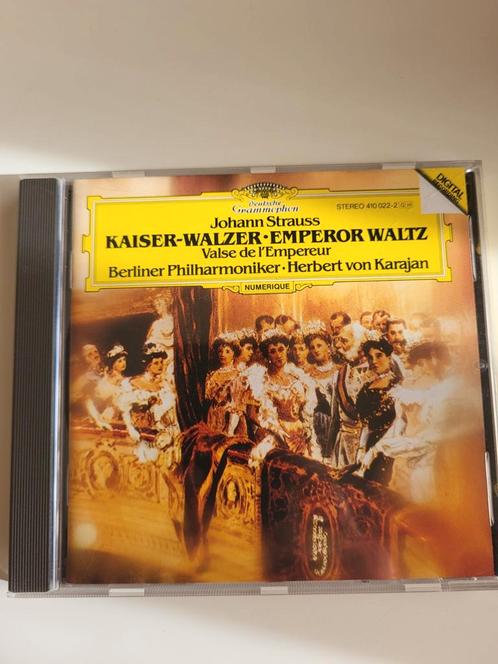 DIGITAL
Deutsche
Grammophon
STEREO 410 022-2
Johann Strauss
KAISER-WALZER·EMPEROR WALTZ
Valse de l'Empereur
Berliner Philharmoniker·Herbert von Karajan
NUMERIQUE